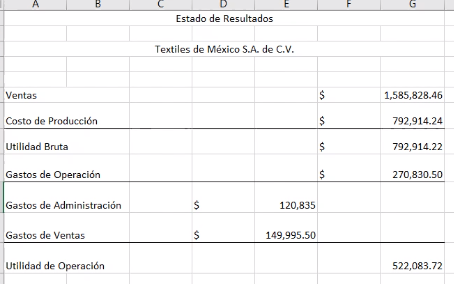 A B C D E F G
Estado de Resultados
Textiles de México S.A. de C.V.
Ventas $ 1,585,828.46
Costo de Producción $ 792,914.24
Utilidad Bruta $ 792,914.22
Gastos de Operación $ 270,830.50
Gastos de Administración $ 120,835
Gastos de Ventas $ 149,995.50
Utilidad de Operación 522,083.72